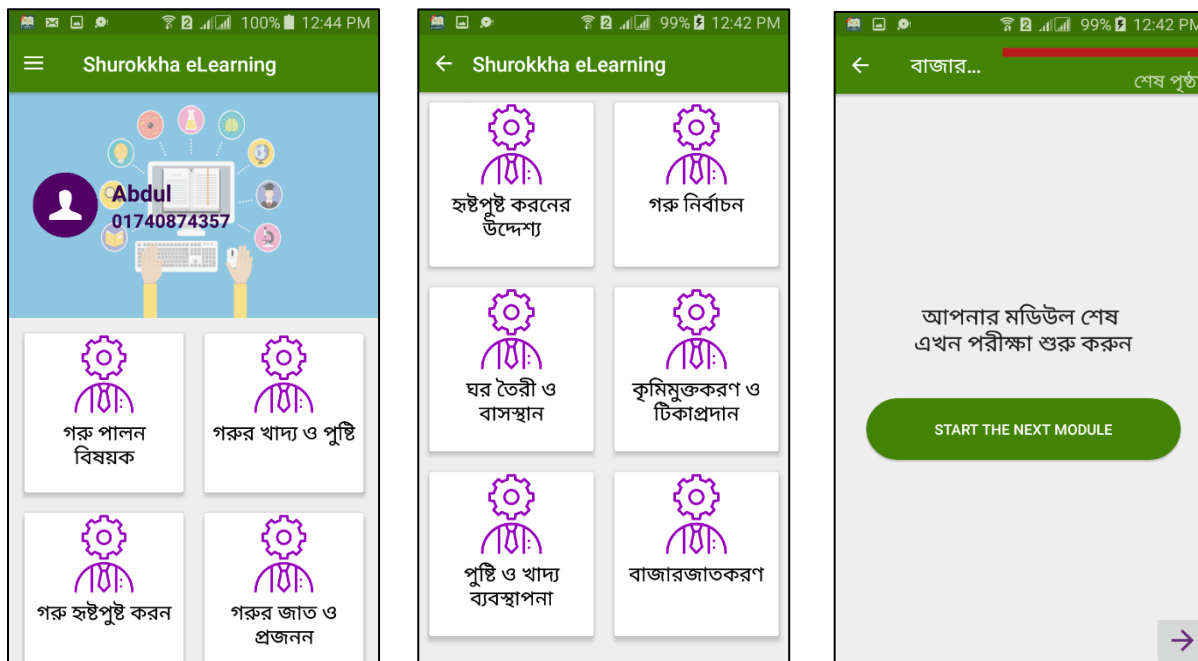 100% 12:44 PM
Shurokkha eLearning
Abdul
01740874357
গরু পালন
বিষয়ক
গরুর খাদ্য ও পুষ্টি
গরু হৃষ্টপুষ্ট করন
গরুর জাত ও
প্রজনন
99% 12:42 PM
Shurokkha eLearning
হৃষ্টপুষ্ট করনের
উদ্দেশ্য
গরু নির্বাচন
ঘর তৈরী ও
বাসস্থান
কৃমিমুক্তকরণ ও
টিকাপ্রদান
পুষ্টি ও খাদ্য
ব্যবস্থাপনা
বাজারজাতকরণ
99% 12:42 PM
বাজার...
শেষ পৃষ্ঠা
আপনার মডিউল শেষ
এখন পরীক্ষা শুরু করুন
START THE NEXT MODULE